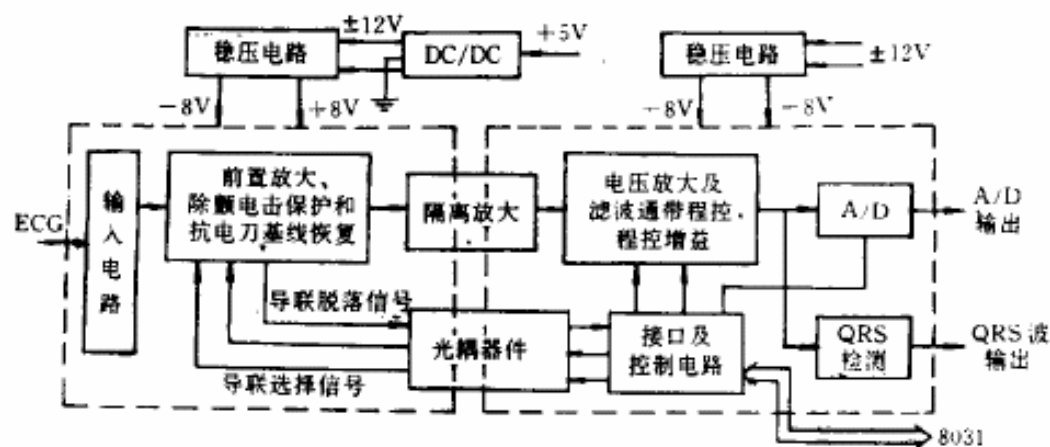 ±12V
+5V
稳压电路
DC/DC
稳压电路
±12V
-8V
+8V
-8V
ECG
输入电路
前置放大、
除颤电击保护和
抗电刀基线恢复
隔离放大
电压放大及
滤波通带程控、
程控增益
A/D
A/D
输出
导联脱落信号
光耦器件
接口及
控制电路
QRS
检测
QRS波
输出
导联选择信号
8031